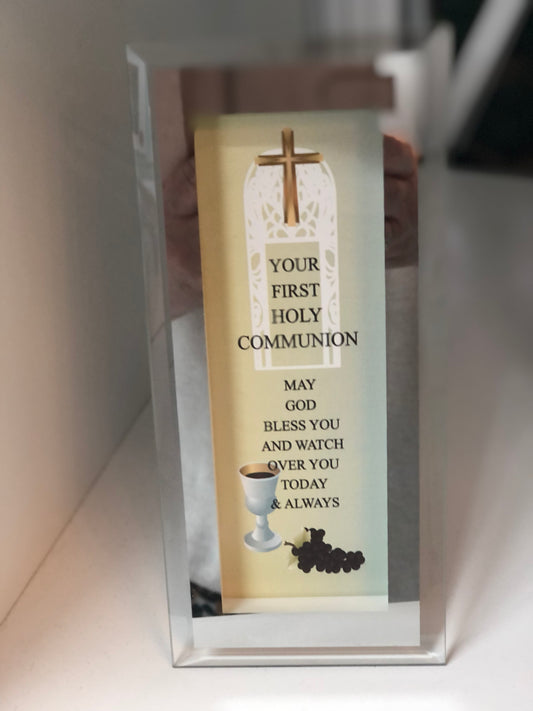 YOUR
FIRST
HOLY
COMMUNION
MAY
GOD
BLESS YOU
AND WATCH
OVER YOU
TODAY
& ALWAYS